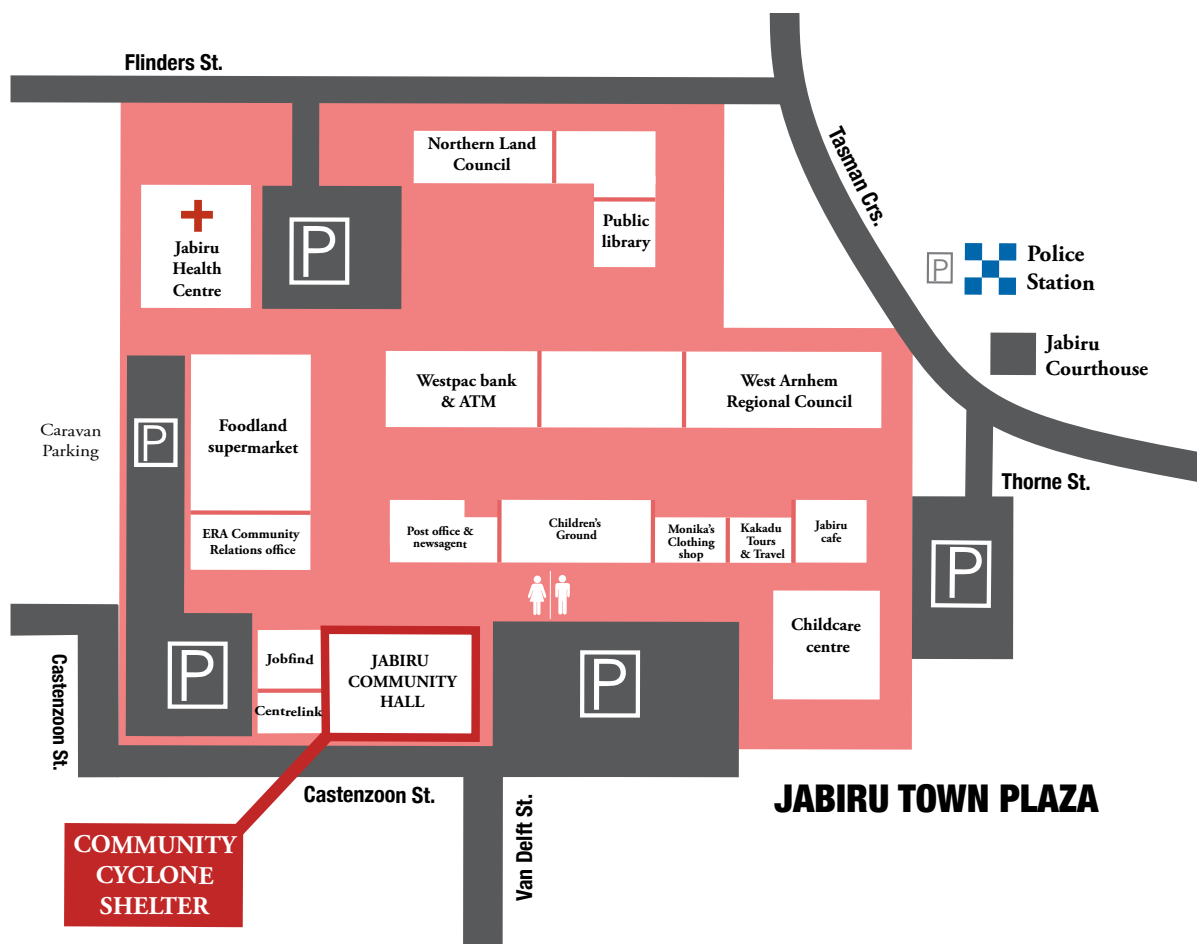 Flinders St.
Northern Land
Council
Tasman Crs.
Public
library
Jabiru
Health
Centre
P
P
Police
Station
Jabiru
Courthouse
Westpac bank
& ATM
West Arnhem
Regional Council
Caravan
Parking
P
Foodland
supermarket
Thorne St.
ERA Community
Relations office
Post office &
newsagent
Children's
Ground
Monika's
Clothing
shop
Kakadu
Tours
& Travel
Jabiru
cafe
P
Childcare
centre
Castenzoon St.
P
Jobfind
Centrelink
JABIRU
COMMUNITY
HALL
P
Castenzoon St.
Van Delft St.
JABIRU TOWN PLAZA
COMMUNITY
CYCLONE
SHELTER